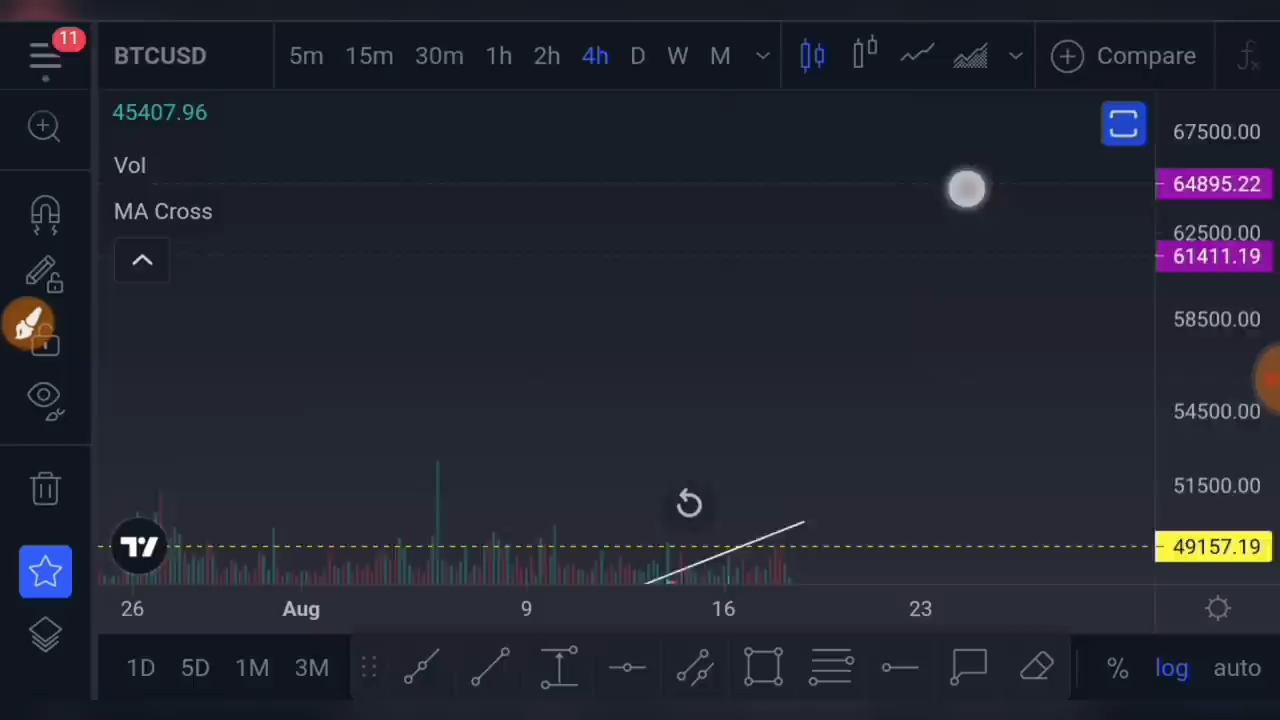 11
BTCUSD 5m 15m 30m 1h 2h 4h D W M Compare
45407.96
Vol
MA Cross
67500.00
64895.22
62500.00
61411.19
58500.00
54500.00
51500.00
49157.19
26 Aug 9 16 23
1D 5D 1M 3M % log auto